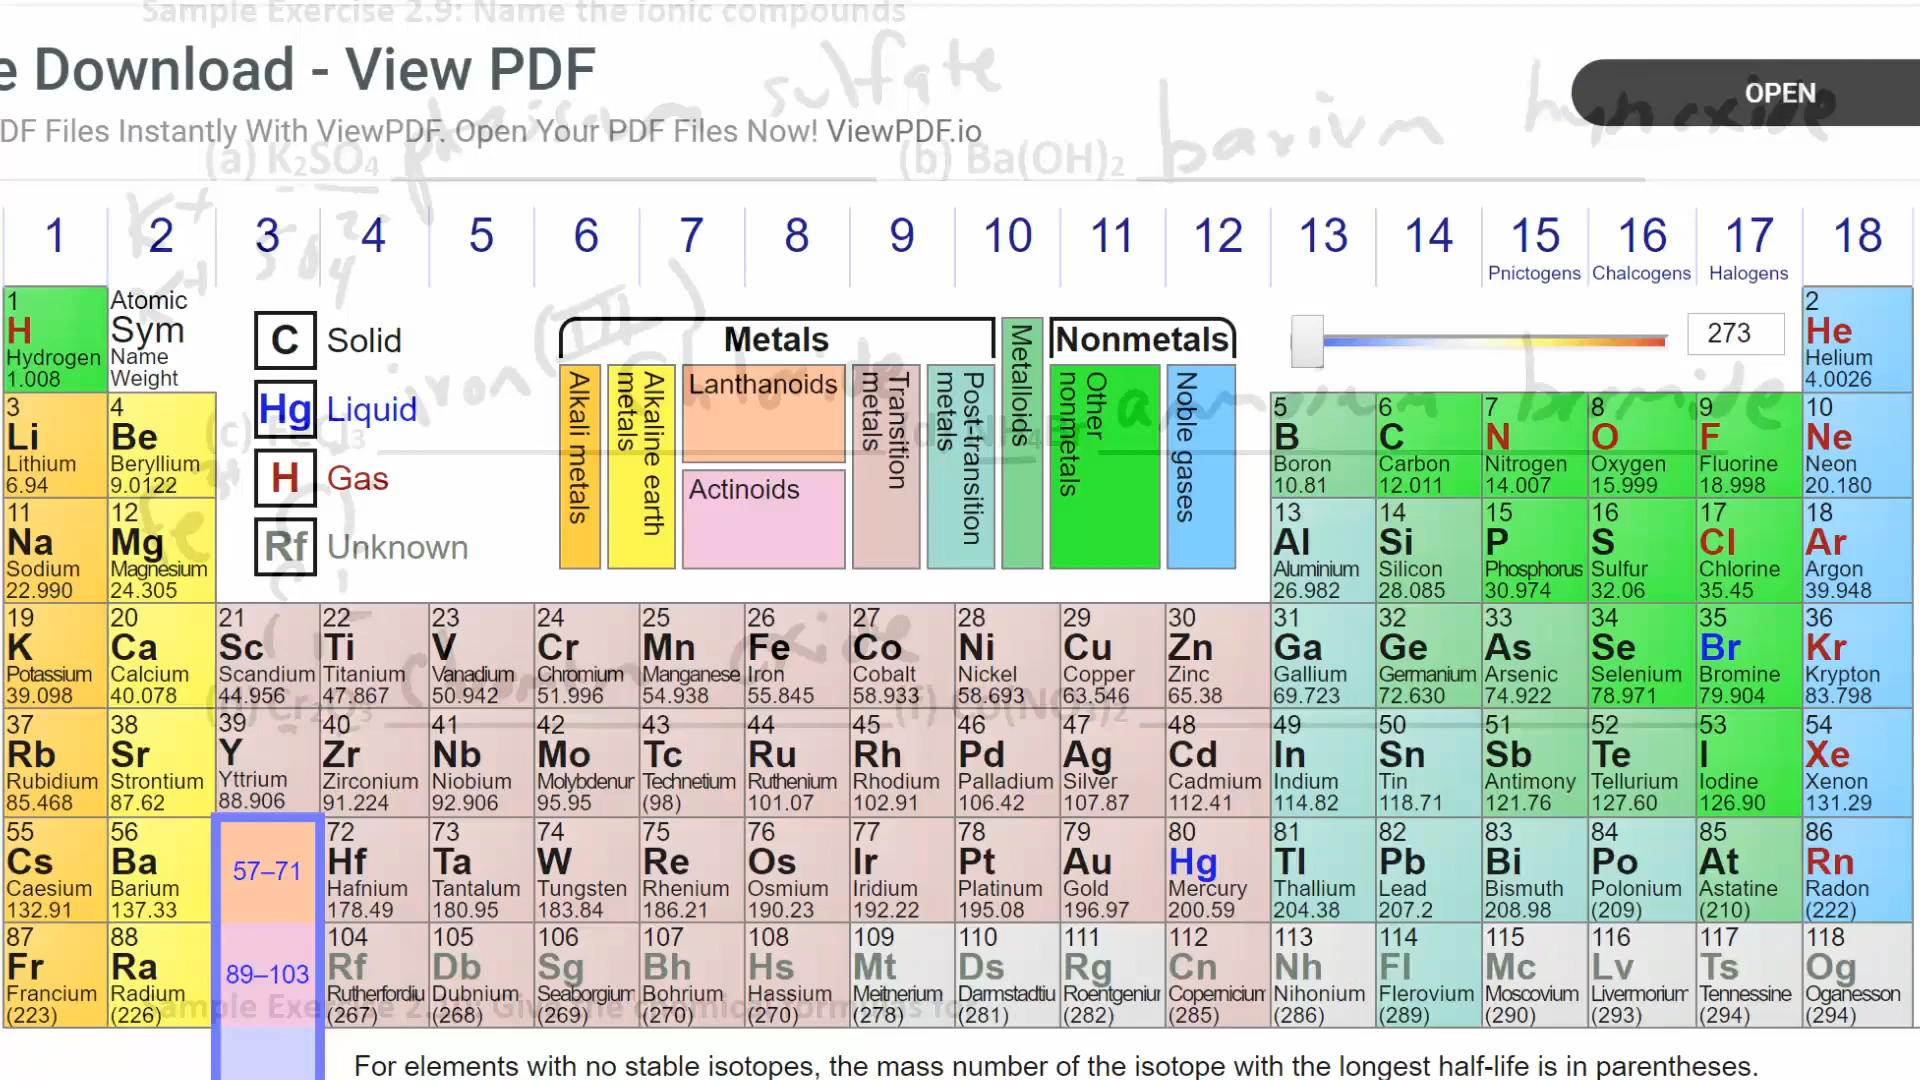 Sample Exercise 2.9: Name the ionic compounds
e Download - View PDF
OPEN
DF Files Instantly With ViewPDF. Open Your PDF Files Now! ViewPDF.io
sulfate
barium
(a) K₂SO₄
(b) Ba(OH)₂
1 2 3 4 5 6 7 8 9 10 11 12 13 14 15 16 17 18
Pnictogens Chalcogens Halogens
K+
SO₄
iron (III) chloride
bromide
chromium oxide
Atomic
Sym
Name
Weight
C Solid
Hg Liquid
H Gas
Rf Unknown
Metals
Metalloids
Nonmetals
Alkali metals
Alkaline earth metals
Lanthanoids
Actinoids
Transition metals
Post-transition metals
Other nonmetals
Noble gases
273
1 H Hydrogen 1.008
2 He Helium 4.0026
3 Li Lithium 6.94
4 Be Beryllium 9.0122
5 B Boron 10.81
6 C Carbon 12.011
7 N Nitrogen 14.007
8 O Oxygen 15.999
9 F Fluorine 18.998
10 Ne Neon 20.180
11 Na Sodium 22.990
12 Mg Magnesium 24.305
13 Al Aluminium 26.982
14 Si Silicon 28.085
15 P Phosphorus 30.974
16 S Sulfur 32.06
17 Cl Chlorine 35.45
18 Ar Argon 39.948
19 K Potassium 39.098
20 Ca Calcium 40.078
21 Sc Scandium 44.956
22 Ti Titanium 47.867
23 V Vanadium 50.942
24 Cr Chromium 51.996
25 Mn Manganese 54.938
26 Fe Iron 55.845
27 Co Cobalt 58.933
28 Ni Nickel 58.693
29 Cu Copper 63.546
30 Zn Zinc 65.38
31 Ga Gallium 69.723
32 Ge Germanium 72.630
33 As Arsenic 74.922
34 Se Selenium 78.971
35 Br Bromine 79.904
36 Kr Krypton 83.798
37 Rb Rubidium 85.468
38 Sr Strontium 87.62
39 Y Yttrium 88.906
40 Zr Zirconium 91.224
41 Nb Niobium 92.906
42 Mo Molybdenur 95.95
43 Tc Technetium (98)
44 Ru Ruthenium 101.07
45 Rh Rhodium 102.91
46 Pd Palladium 106.42
47 Ag Silver 107.87
48 Cd Cadmium 112.41
49 In Indium 114.82
50 Sn Tin 118.71
51 Sb Antimony 121.76
52 Te Tellurium 127.60
53 I Iodine 126.90
54 Xe Xenon 131.29
55 Cs Caesium 132.91
56 Ba Barium 137.33
57–71
72 Hf Hafnium 178.49
73 Ta Tantalum 180.95
74 W Tungsten 183.84
75 Re Rhenium 186.21
76 Os Osmium 190.23
77 Ir Iridium 192.22
78 Pt Platinum 195.08
79 Au Gold 196.97
80 Hg Mercury 200.59
81 Tl Thallium 204.38
82 Pb Lead 207.2
83 Bi Bismuth 208.98
84 Po Polonium (209)
85 At Astatine (210)
86 Rn Radon (222)
87 Fr Francium (223)
88 Ra Radium (226)
89–103
104 Rf Rutherfordiu (267)
105 Db Dubnium (268)
106 Sg Seaborgium (269)
107 Bh Bohrium (270)
108 Hs Hassium (270)
109 Mt Meitnerium (278)
110 Ds Darmstadtiu (281)
111 Rg Roentgeniur (282)
112 Cn Copernicium (285)
113 Nh Nihonium (286)
114 Fl Flerovium (289)
115 Mc Moscovium (290)
116 Lv Livermoriur (293)
117 Ts Tennessine (294)
118 Og Oganesson (294)
For elements with no stable isotopes, the mass number of the isotope with the longest half-life is in parentheses.